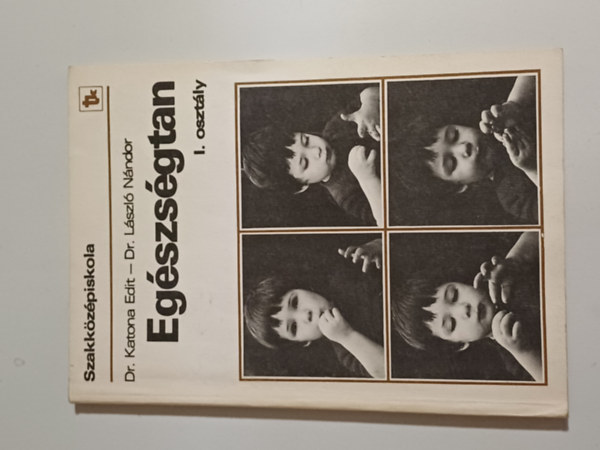 Szakközépiskola
Dr. Katona Edit – Dr. László Nándor
Egészségtan
I. osztály
tk